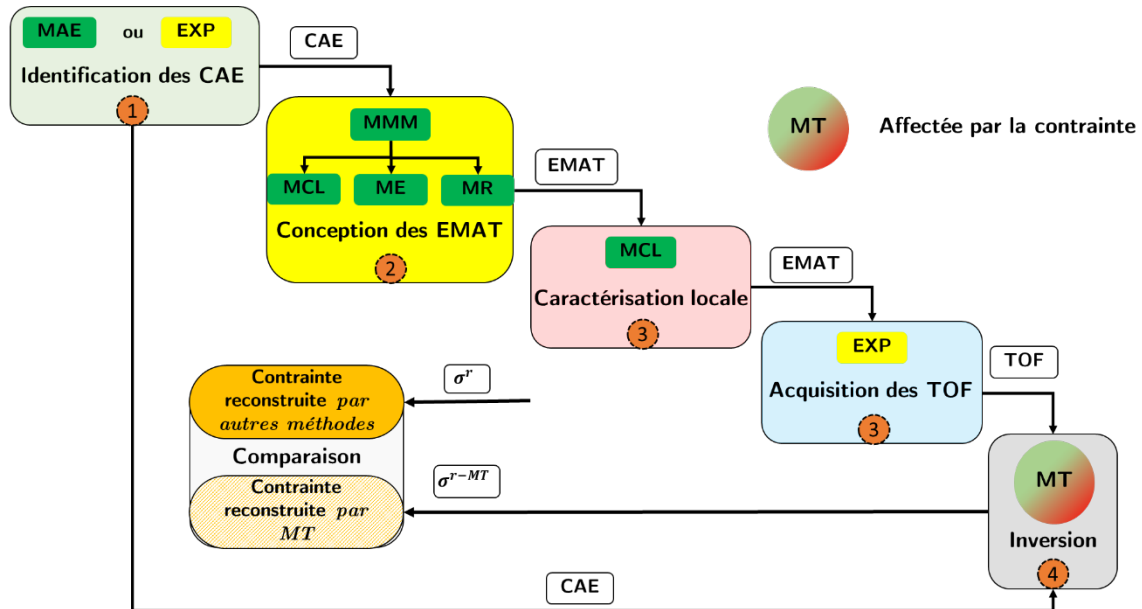 MAE ou EXP
Identification des CAE
1
CAE
MMM
MCL ME MR
Conception des EMAT
2
EMAT
MT
Affectée par la contrainte
MCL
Caractérisation locale
3
EMAT
EXP
Acquisition des TOF
3
TOF
MT
Inversion
4
σ^r
Contrainte
reconstruite par
autres méthodes
Comparaison
σ^{r-MT}
Contrainte
reconstruite par
MT
CAE